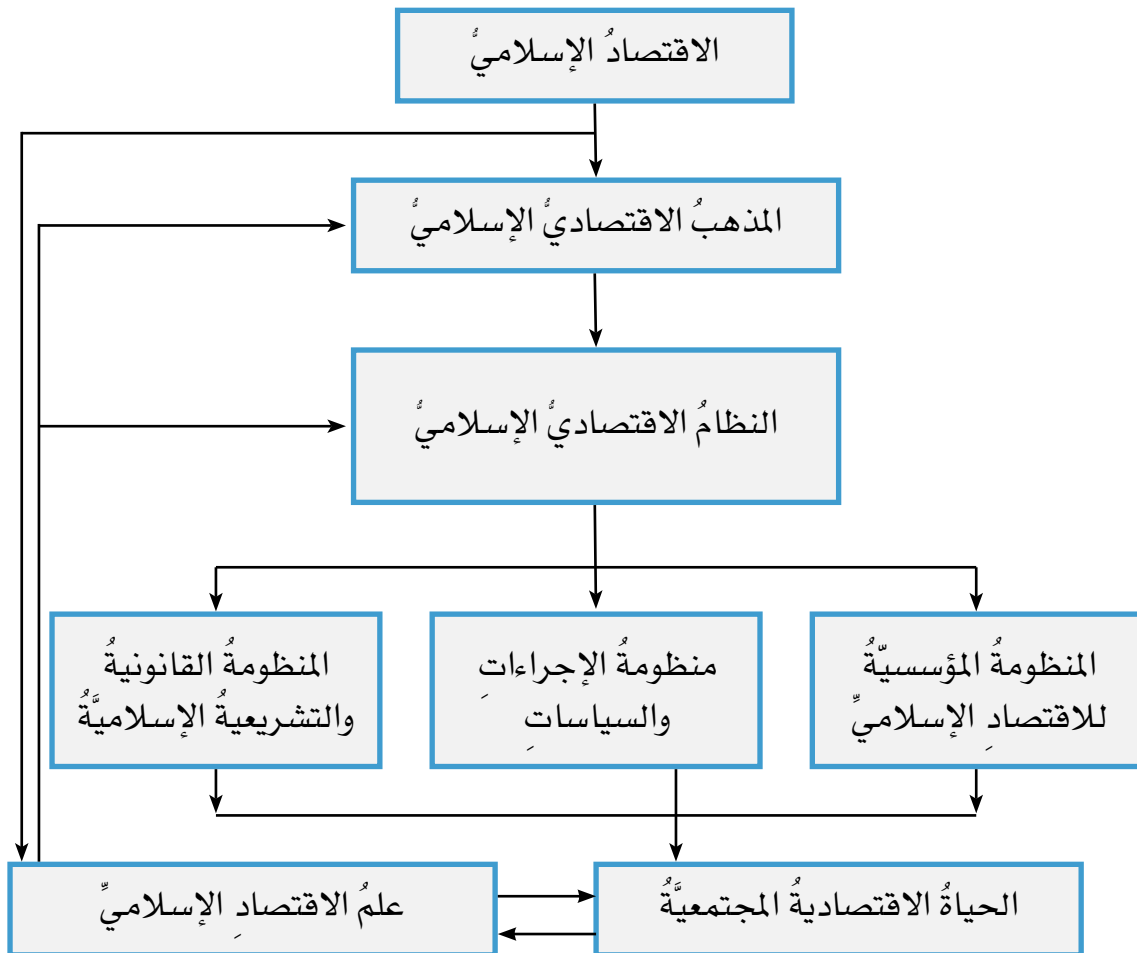 الاقتصادُ الإسلاميُّ
المذهبُ الاقتصاديُّ الإسلاميُّ
النظامُ الاقتصاديُّ الإسلاميُّ
المنظومةُ المؤسسيّةُ
للاقتصادِ الإسلاميِّ
منظومةُ الإجراءاتِ
والسياساتِ
المنظومةُ القانونيةُ
والتشريعيةُ الإسلاميَّةُ
الحياةُ الاقتصاديةُ المجتمعيَّةُ
علمُ الاقتصادِ الإسلاميِّ